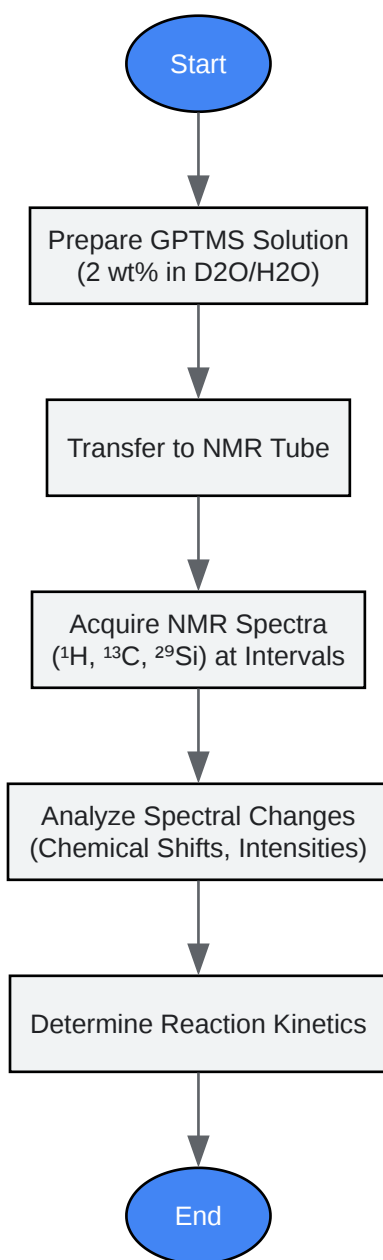 Start
Prepare GPTMS Solution
(2 wt% in D2O/H2O)
Transfer to NMR Tube
Acquire NMR Spectra
(¹H, ¹³C, ²⁹Si) at Intervals
Analyze Spectral Changes
(Chemical Shifts, Intensities)
Determine Reaction Kinetics
End